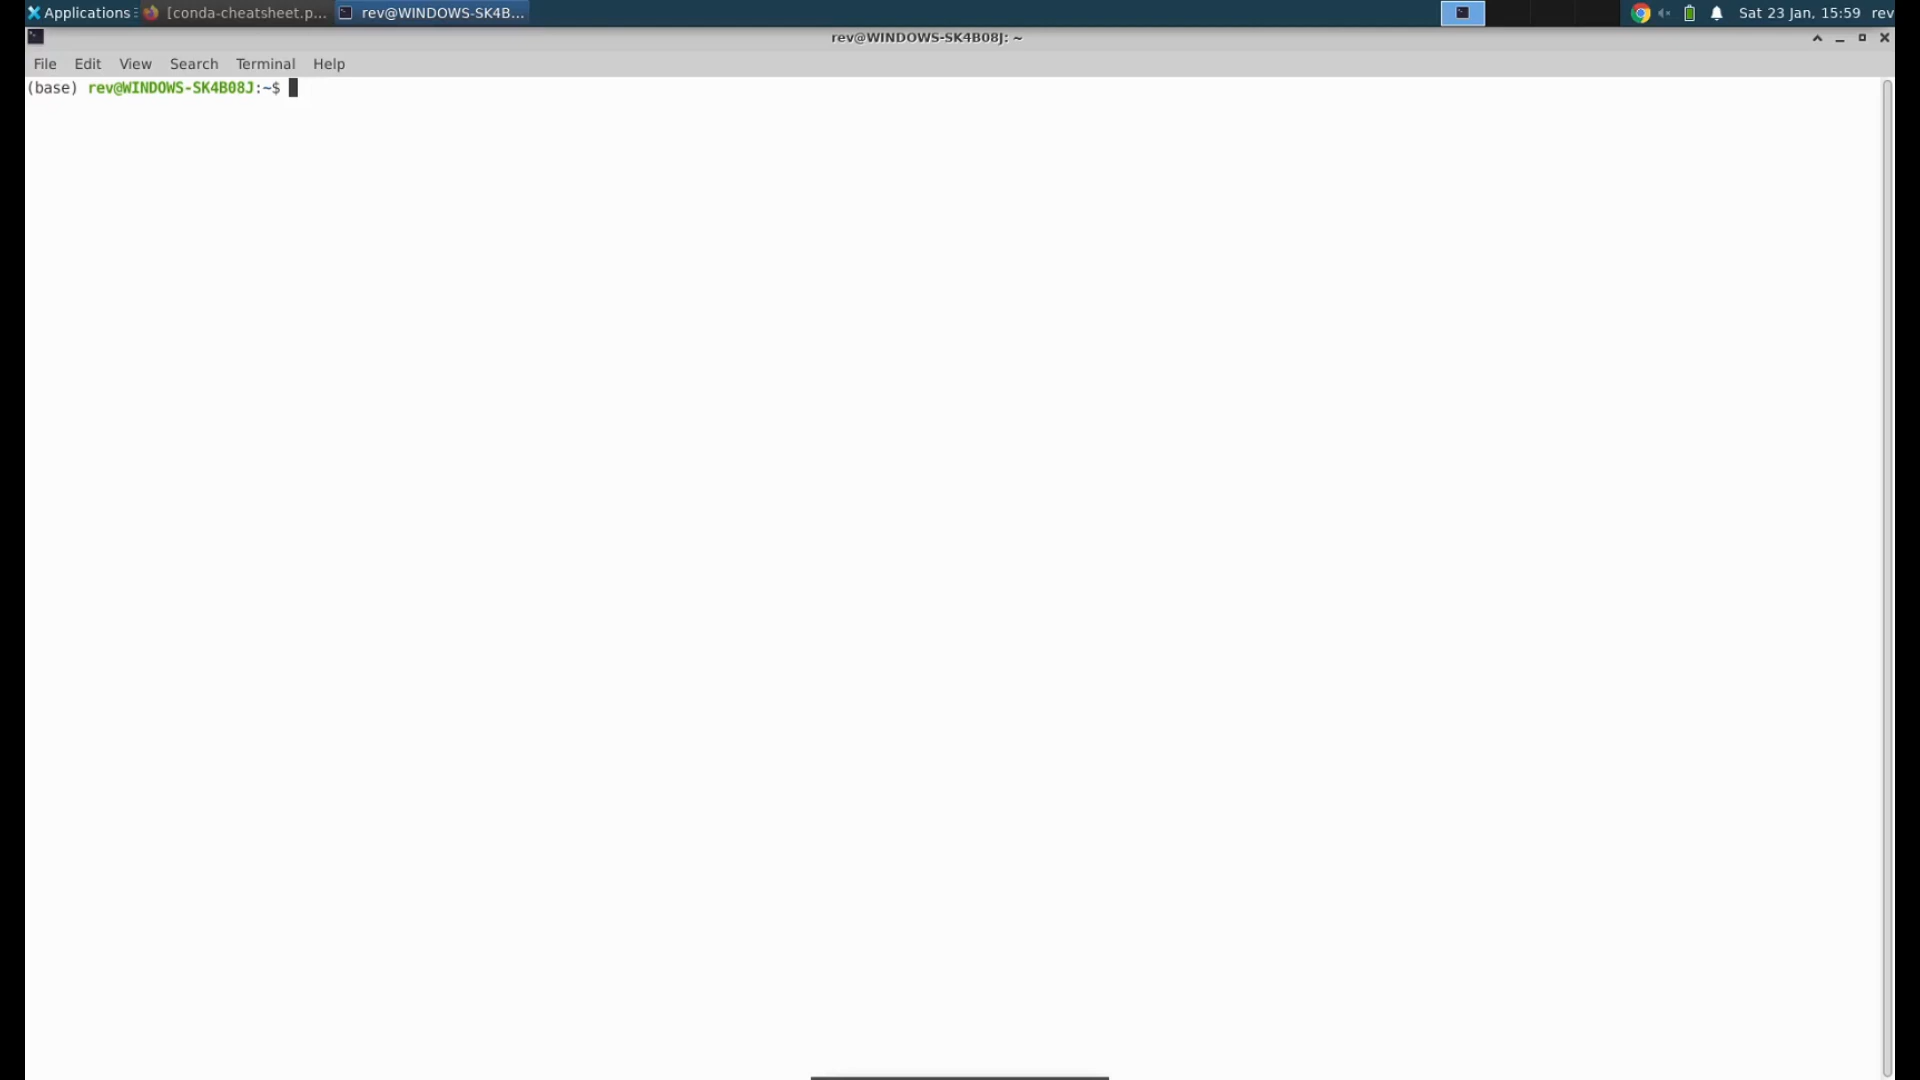 Applications [conda-cheatsheet.p... rev@WINDOWS-SK4B... Sat 23 Jan, 15:59 rev
rev@WINDOWS-SK4B08J: ~
File Edit View Search Terminal Help
(base) rev@WINDOWS-SK4B08J:~$